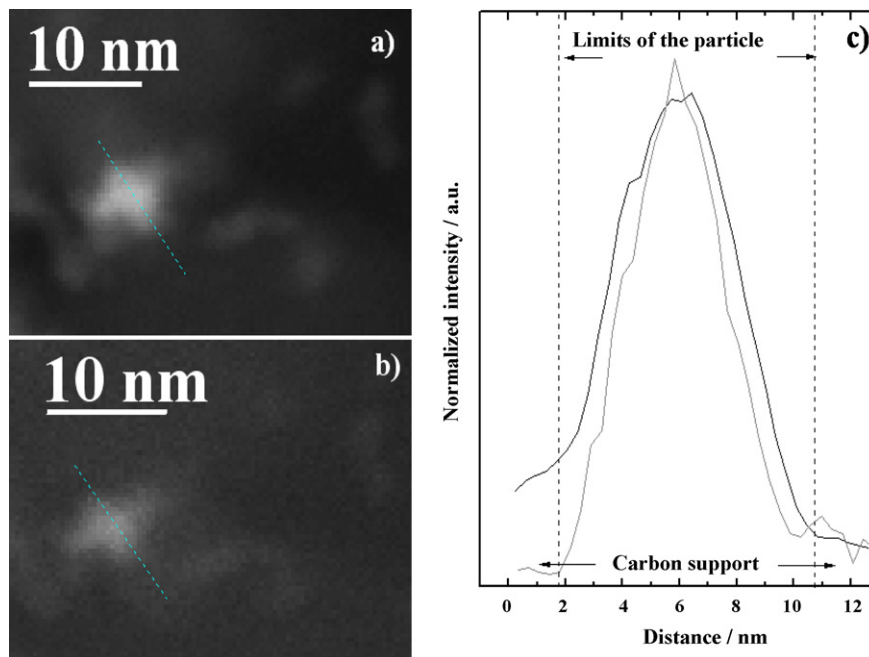 10 nm
a)
10 nm
b)
c)
Limits of the particle
Carbon support
Normalized intensity / a.u.
0 2 4 6 8 10 12
Distance / nm